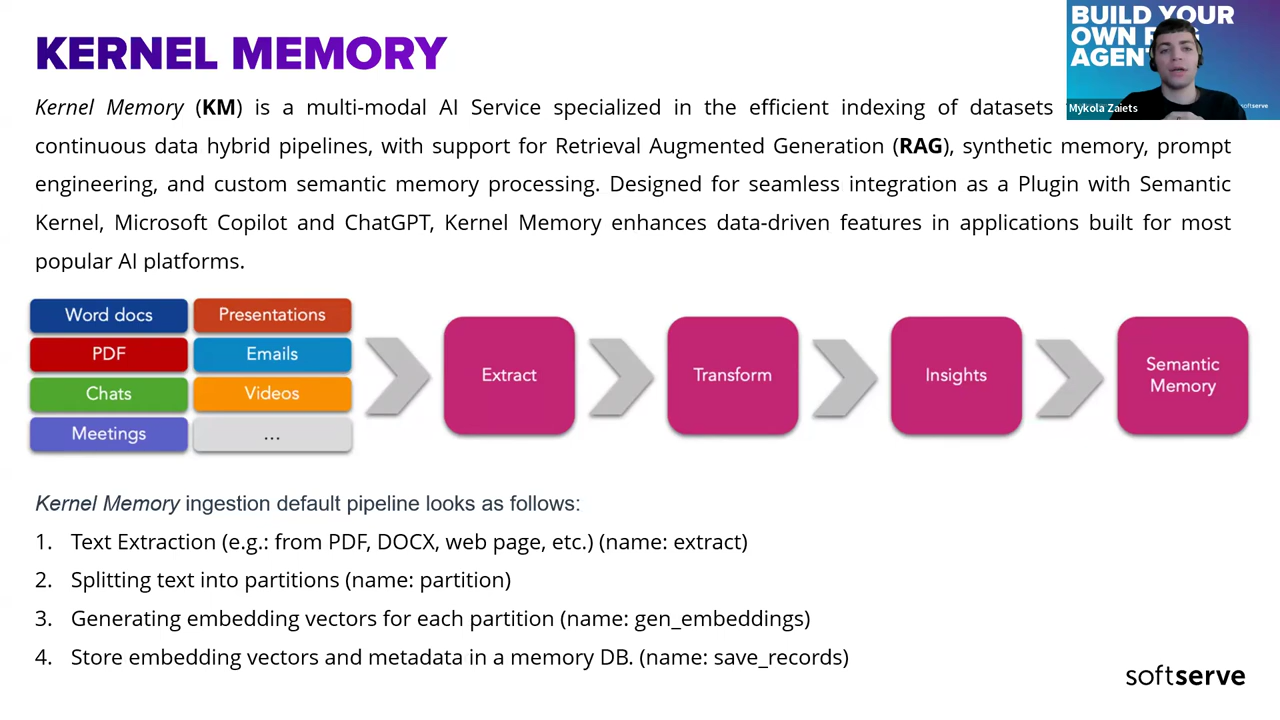 KERNEL MEMORY
BUILD YOUR
OWN
AGENT
Mykola Zaiets
softserve
Kernel Memory (KM) is a multi-modal AI Service specialized in the efficient indexing of datasets
continuous data hybrid pipelines, with support for Retrieval Augmented Generation (RAG), synthetic memory, prompt
engineering, and custom semantic memory processing. Designed for seamless integration as a Plugin with Semantic
Kernel, Microsoft Copilot and ChatGPT, Kernel Memory enhances data-driven features in applications built for most
popular AI platforms.
Word docs
Presentations
PDF
Emails
Chats
Videos
Meetings
...
Extract
Transform
Insights
Semantic
Memory
Kernel Memory ingestion default pipeline looks as follows:
1. Text Extraction (e.g.: from PDF, DOCX, web page, etc.) (name: extract)
2. Splitting text into partitions (name: partition)
3. Generating embedding vectors for each partition (name: gen_embeddings)
4. Store embedding vectors and metadata in a memory DB. (name: save_records)
softserve